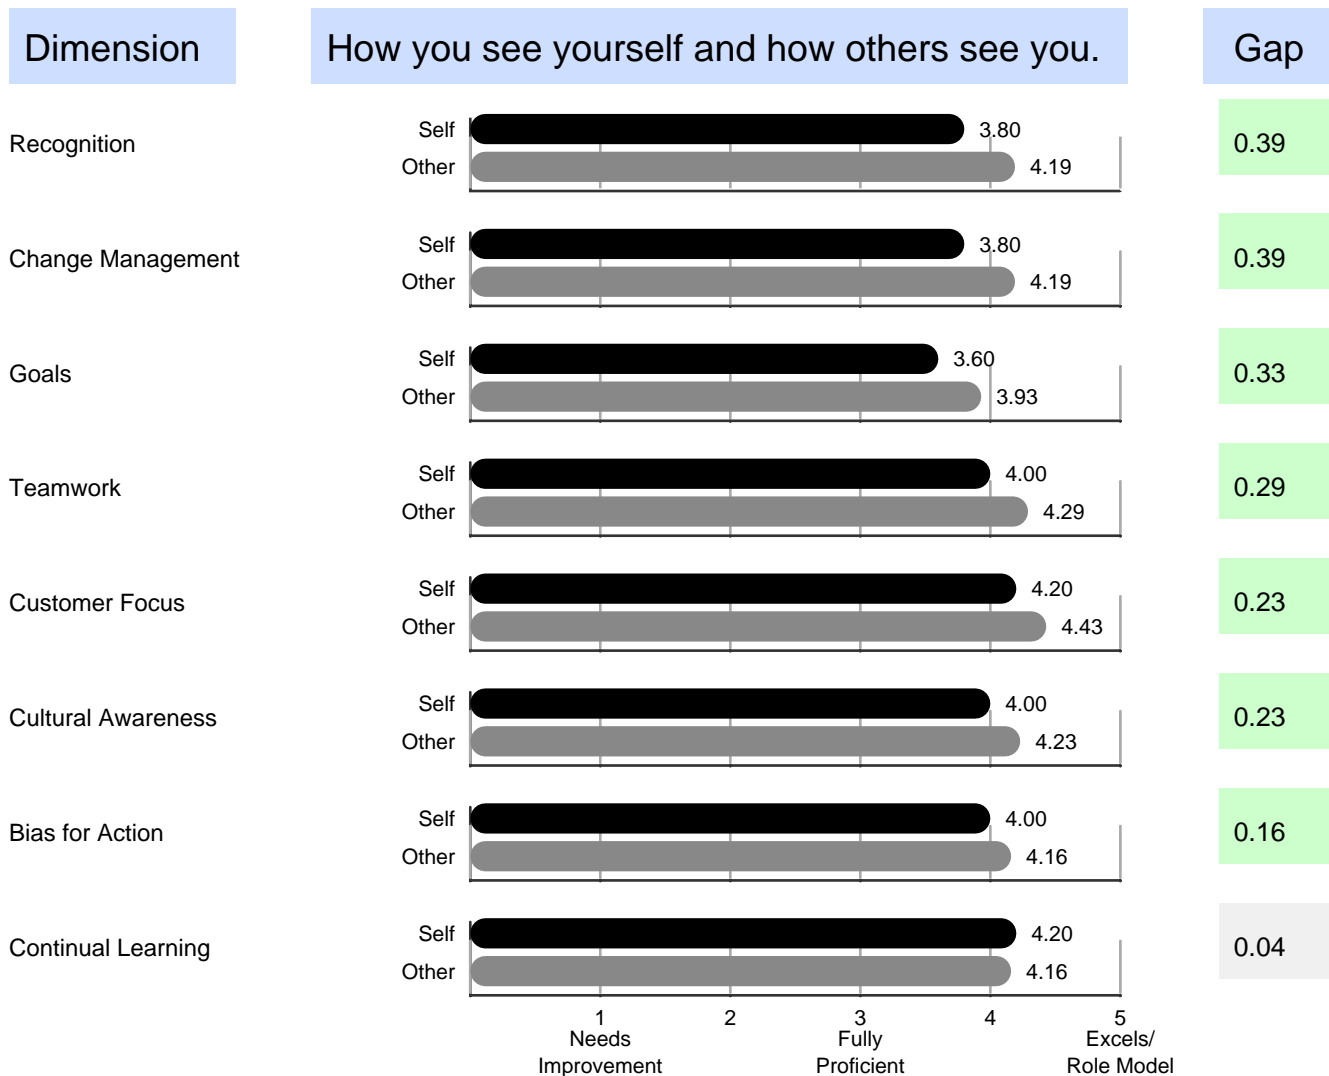 Dimension How you see yourself and how others see you. Gap
Recognition
Self 3.80
Other 4.19
0.39
Change Management
Self 3.80
Other 4.19
0.39
Goals
Self 3.60
Other 3.93
0.33
Teamwork
Self 4.00
Other 4.29
0.29
Customer Focus
Self 4.20
Other 4.43
0.23
Cultural Awareness
Self 4.00
Other 4.23
0.23
Bias for Action
Self 4.00
Other 4.16
0.16
Continual Learning
Self 4.20
Other 4.16
0.04
1 2 3 4 5
Needs Fully Excels/
Improvement Proficient Role Model